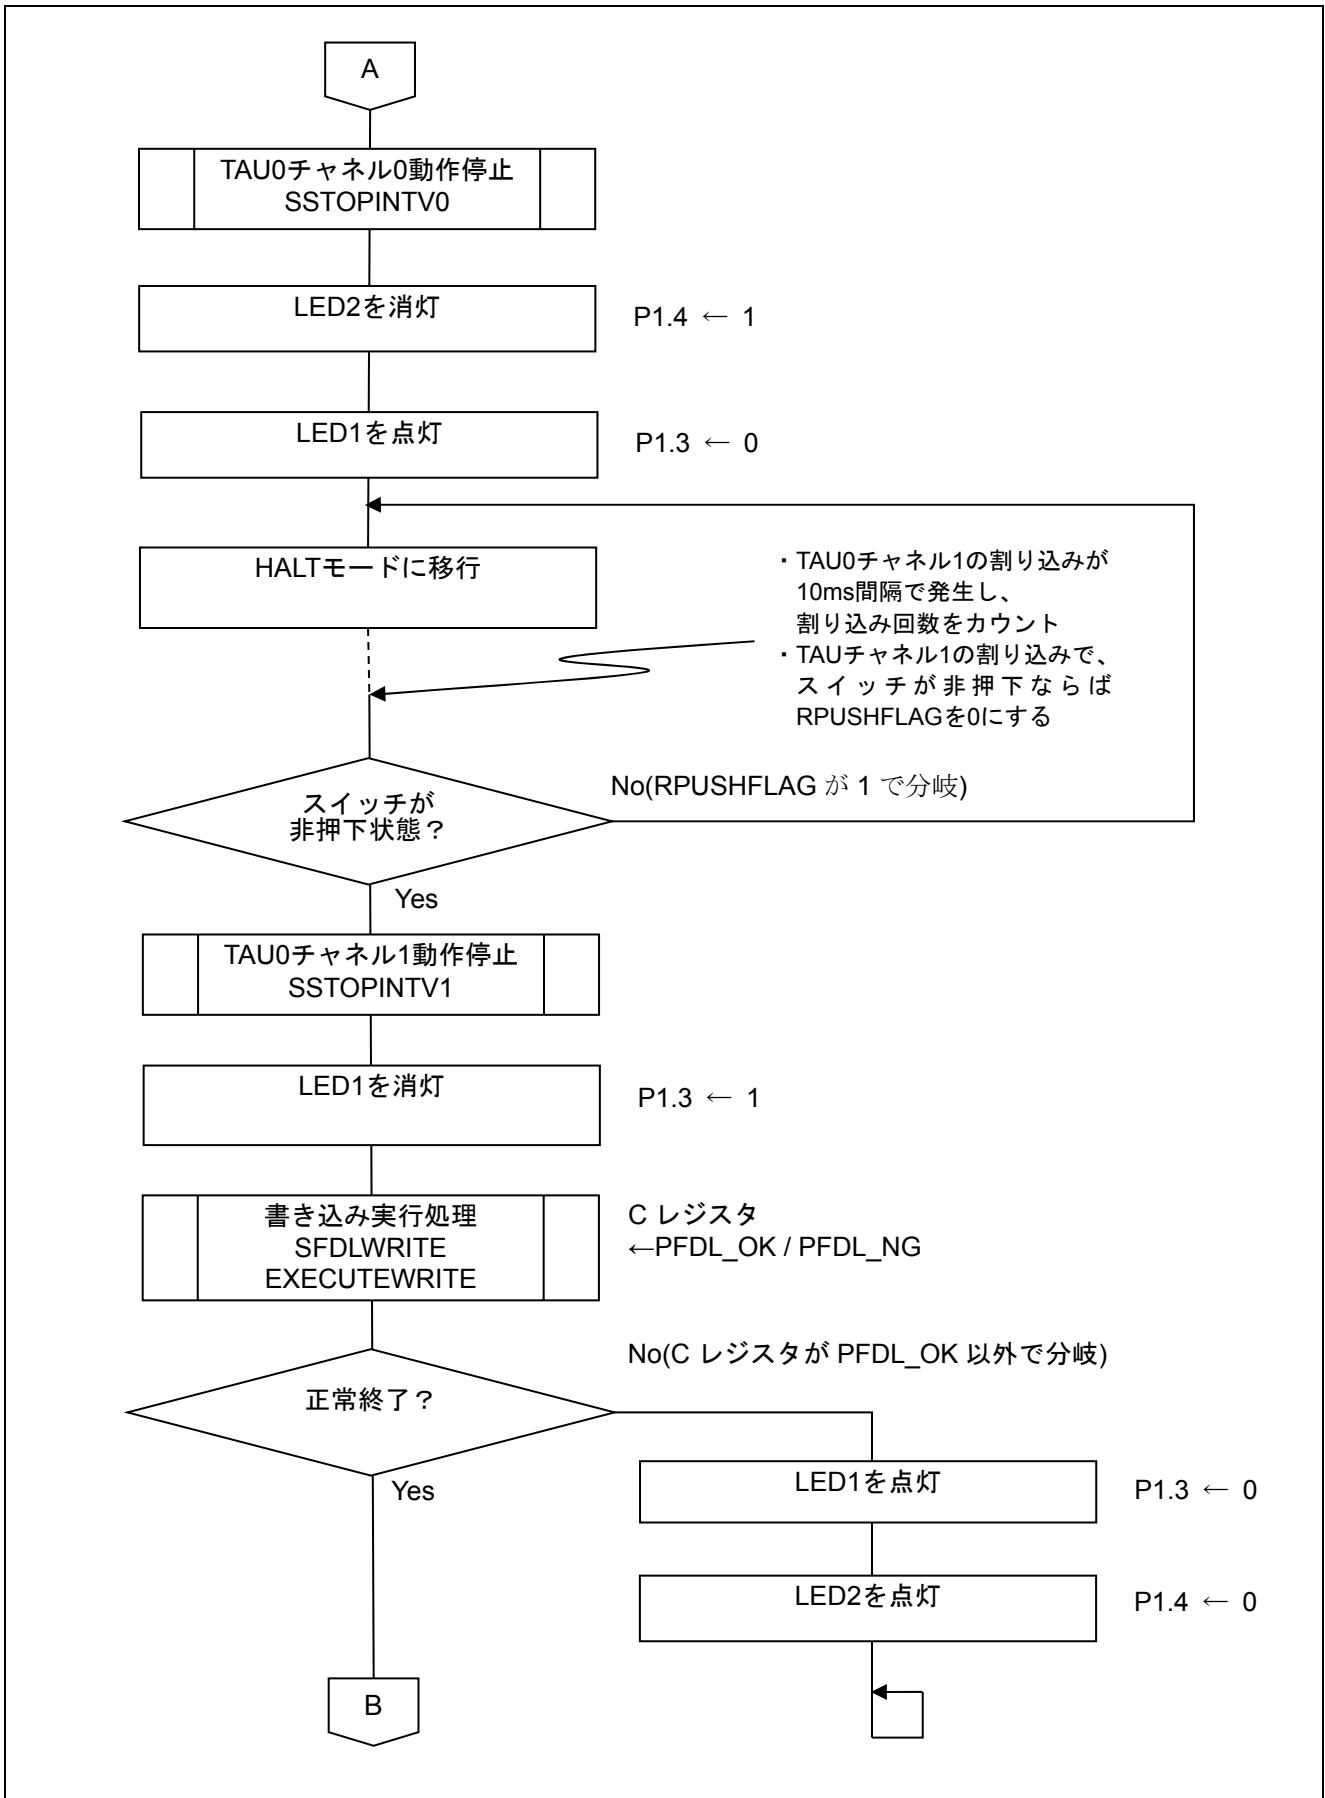 A
TAU0チャネル0動作停止
SSTOPINTV0
LED2を消灯
P1.4 ← 1
LED1を点灯
P1.3 ← 0
HALTモードに移行
・TAU0チャネル1の割り込みが
10ms間隔で発生し、
割り込み回数をカウント
・TAUチャネル1の割り込みで、
スイッチが非押下ならば
RPUSHFLAGを0にする
No(RPUSHFLAG が 1 で分岐)
スイッチが
非押下状態？
Yes
TAU0チャネル1動作停止
SSTOPINTV1
LED1を消灯
P1.3 ← 1
書き込み実行処理
SFDLWRITE
EXECUTEWRITE
C レジスタ
←PFDL_OK / PFDL_NG
No(C レジスタが PFDL_OK 以外で分岐)
正常終了？
Yes
LED1を点灯
P1.3 ← 0
LED2を点灯
P1.4 ← 0
B